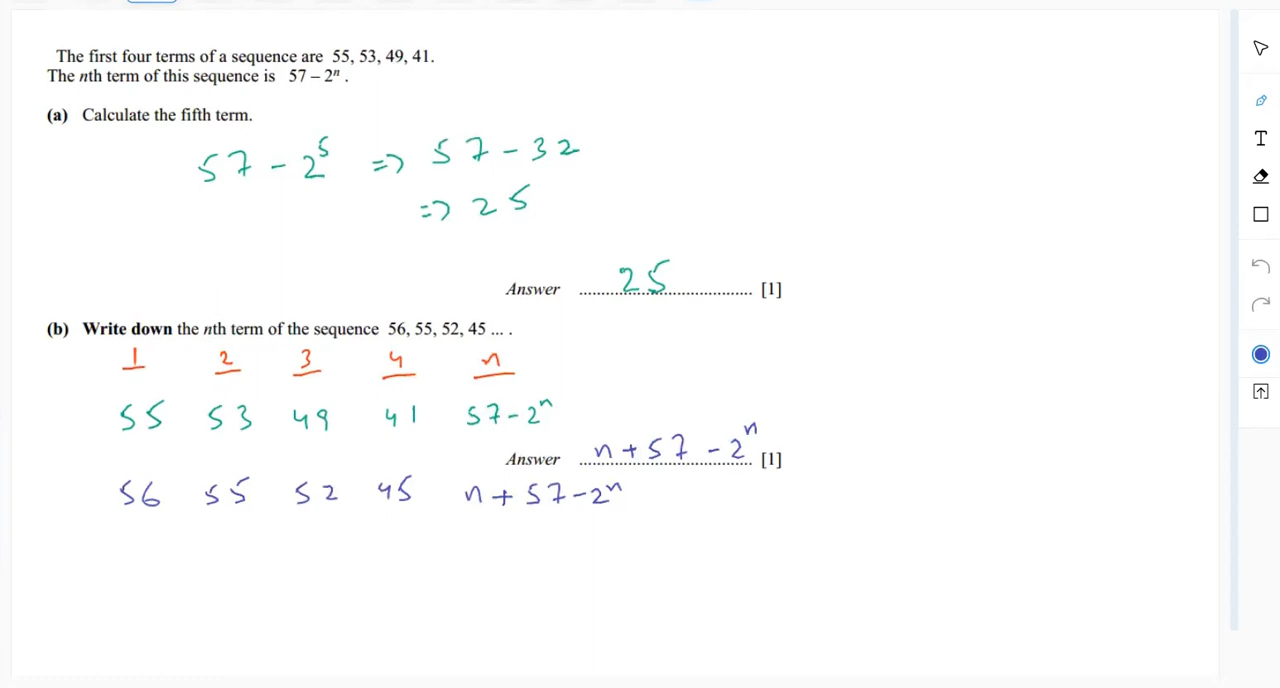 The first four terms of a sequence are 55, 53, 49, 41.
The nth term of this sequence is 57 – 2ⁿ .
(a) Calculate the fifth term.
57 - 2⁵ => 57 - 32
=> 25
Answer 25 [1]
(b) Write down the nth term of the sequence 56, 55, 52, 45 ... .
1 2 3 4 n
55 53 49 41 57-2ⁿ
Answer n + 57 - 2ⁿ [1]
56 55 52 45 n + 57-2ⁿ
T